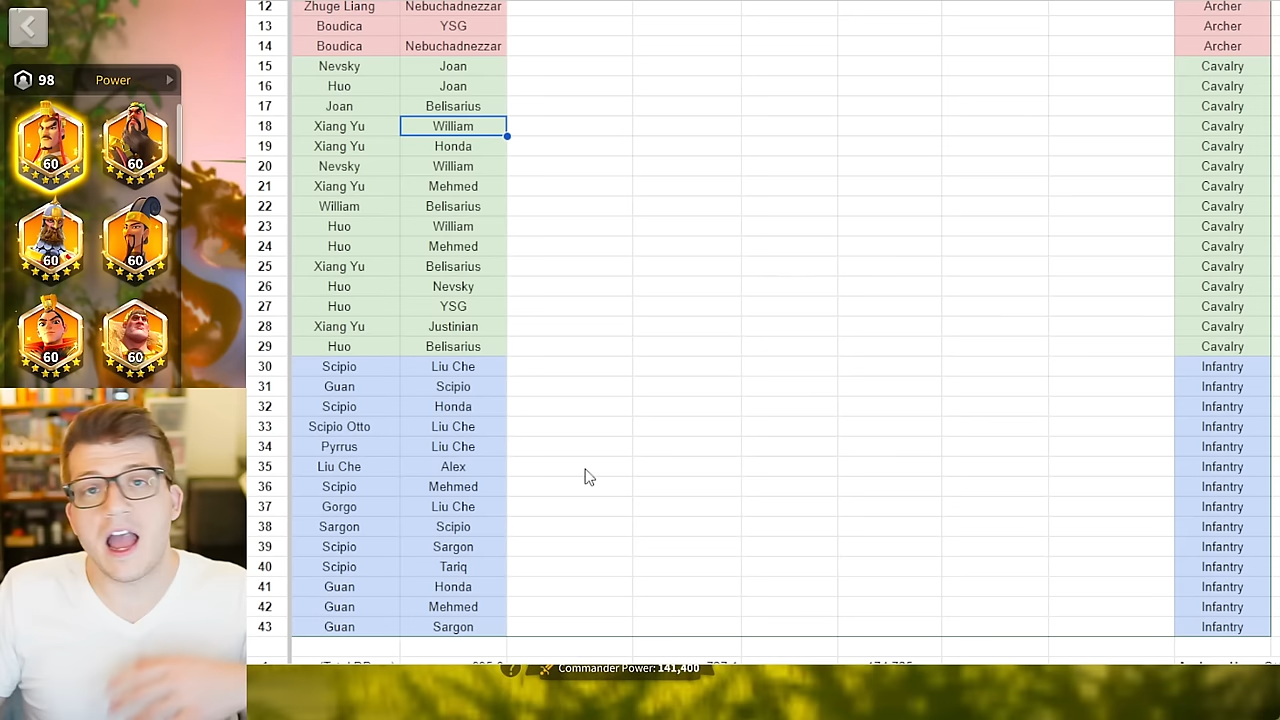 98 Power
60 60
60 60
60 60
12 Zhuge Liang Nebuchadnezzar Archer
13 Boudica YSG Archer
14 Boudica Nebuchadnezzar Archer
15 Nevsky Joan Cavalry
16 Huo Joan Cavalry
17 Joan Belisarius Cavalry
18 Xiang Yu William Cavalry
19 Xiang Yu Honda Cavalry
20 Nevsky William Cavalry
21 Xiang Yu Mehmed Cavalry
22 William Belisarius Cavalry
23 Huo William Cavalry
24 Huo Mehmed Cavalry
25 Xiang Yu Belisarius Cavalry
26 Huo Nevsky Cavalry
27 Huo YSG Cavalry
28 Xiang Yu Justinian Cavalry
29 Huo Belisarius Cavalry
30 Scipio Liu Che Infantry
31 Guan Scipio Infantry
32 Scipio Honda Infantry
33 Scipio Otto Liu Che Infantry
34 Pyrrus Liu Che Infantry
35 Liu Che Alex Infantry
36 Scipio Mehmed Infantry
37 Gorgo Liu Che Infantry
38 Sargon Scipio Infantry
39 Scipio Sargon Infantry
40 Scipio Tariq Infantry
41 Guan Honda Infantry
42 Guan Mehmed Infantry
43 Guan Sargon Infantry
? Commander Power: 141,400